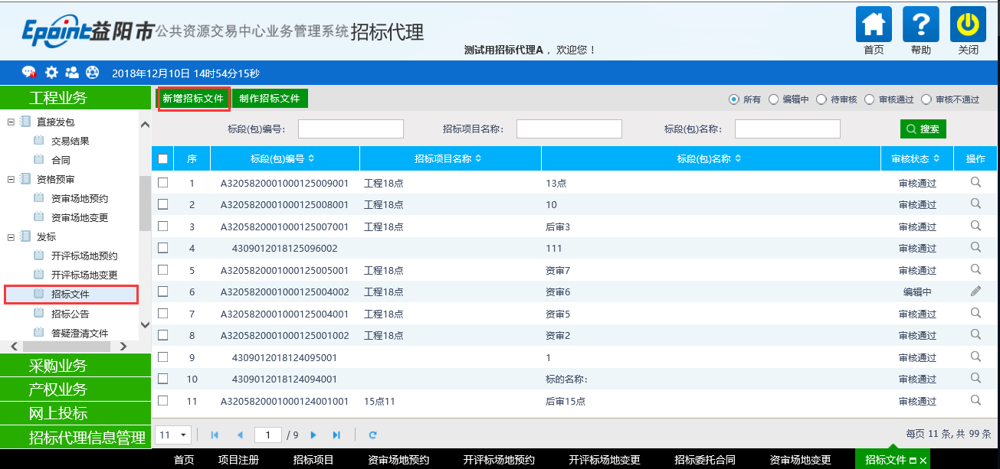 Epoint益阳市公共资源交易中心业务管理系统招标代理
测试用招标代理A ，欢迎您！
首页 帮助 关闭
2018年12月10日 14时54分15秒
工程业务
直接发包
交易结果
合同
资格预审
资审场地预约
资审场地变更
发标
开评标场地预约
开评标场地变更
招标文件
招标公告
答疑澄清文件
采购业务
产权业务
网上投标
招标代理信息管理
新增招标文件 制作招标文件
所有 编辑中 待审核 审核通过 审核不通过
标段(包)编号： 招标项目名称： 标段(包)名称： 搜索
序 标段(包)编号 招标项目名称 标段(包)名称 审核状态 操作
1 A3205820001000125009001 工程18点 13点 审核通过
2 A3205820001000125008001 工程18点 10 审核通过
3 A3205820001000125007001 工程18点 后审3 审核通过
4 4309012018125096002 111 审核通过
5 A3205820001000125005001 工程18点 资审7 审核通过
6 A3205820001000125004002 工程18点 资审6 编辑中
7 A3205820001000125004001 工程18点 资审5 审核通过
8 A3205820001000125001002 工程18点 资审2 审核通过
9 4309012018124095001 1 审核通过
10 4309012018124094001 标的名称： 审核通过
11 A3205820001000124001001 15点11 后审15点 审核通过
11 1 / 9 每页 11 条, 共 99 条
首页 项目注册 招标项目 资审场地预约 开评标场地预约 开评标场地变更 招标委托合同 资审场地变更 招标文件